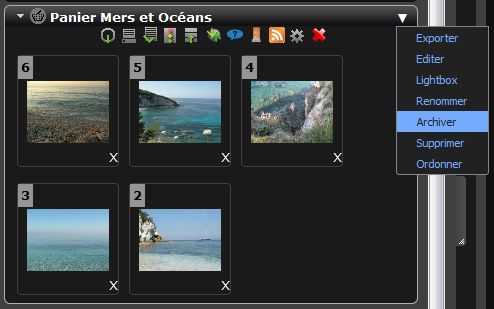 Panier Mers et Océans
Exporter
Editer
Lightbox
Renommer
Archiver
Supprimer
Ordonner
6
5
4
X
X
X
3
2
X
X